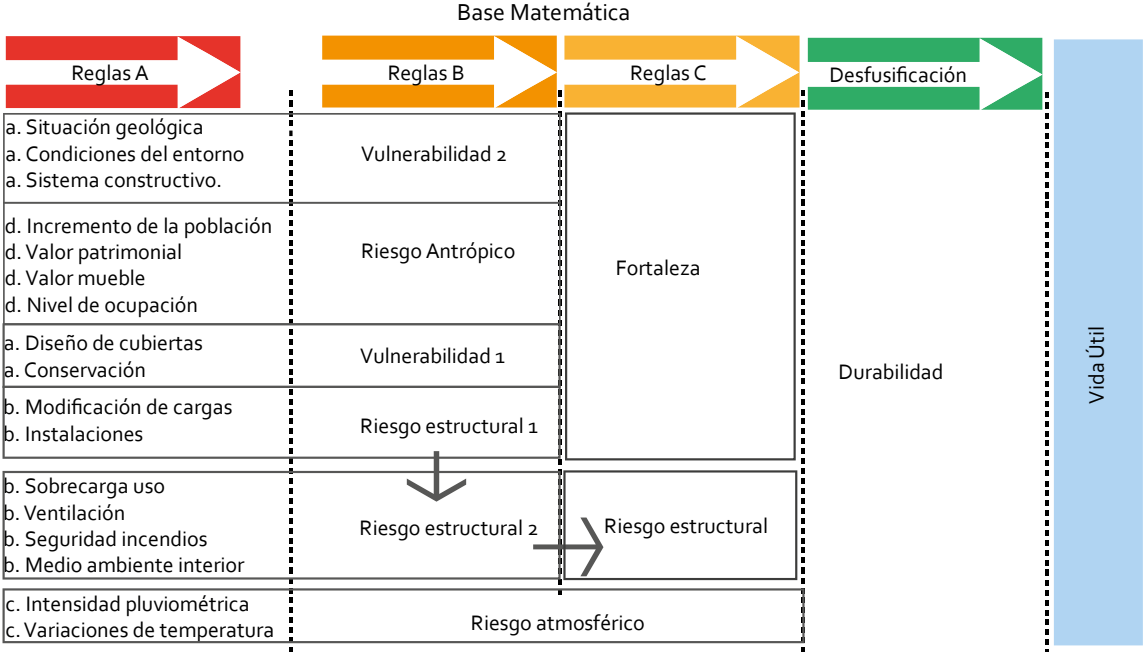 Base Matemática
Reglas A
Reglas B
Reglas C
Desfusificación
a. Situación geológica
a. Condiciones del entorno
a. Sistema constructivo.
Vulnerabilidad 2
d. Incremento de la población
d. Valor patrimonial
d. Valor mueble
d. Nivel de ocupación
Riesgo Antrópico
a. Diseño de cubiertas
a. Conservación
Vulnerabilidad 1
b. Modificación de cargas
b. Instalaciones
Riesgo estructural 1
Fortaleza
b. Sobrecarga uso
b. Ventilación
b. Seguridad incendios
b. Medio ambiente interior
Riesgo estructural 2
Riesgo estructural
c. Intensidad pluviométrica
c. Variaciones de temperatura
Riesgo atmosférico
Durabilidad
Vida Útil